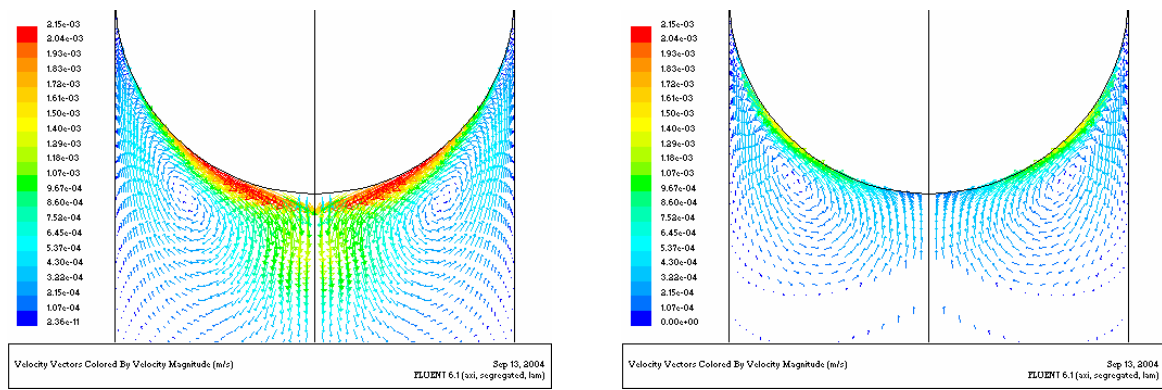 2.15e-03
2.04e-03
1.93e-03
1.83e-03
1.72e-03
1.61e-03
1.50e-03
1.40e-03
1.29e-03
1.18e-03
1.07e-03
9.67e-04
8.60e-04
7.52e-04
6.45e-04
5.37e-04
4.30e-04
3.22e-04
2.15e-04
1.07e-04
2.36e-11
Velocity Vectors Colored By Velocity Magnitude (m/s)
Sep 13, 2004
FLUENT 6.1 (axi, segregated, lam)
2.15e-03
2.04e-03
1.93e-03
1.83e-03
1.72e-03
1.61e-03
1.50e-03
1.40e-03
1.29e-03
1.18e-03
1.07e-03
9.67e-04
8.60e-04
7.52e-04
6.45e-04
5.37e-04
4.30e-04
3.22e-04
2.15e-04
1.07e-04
0.00e+00
Velocity Vectors Colored By Velocity Magnitude (m/s)
Sep 13, 2004
FLUENT 6.1 (axi, segregated, lam)